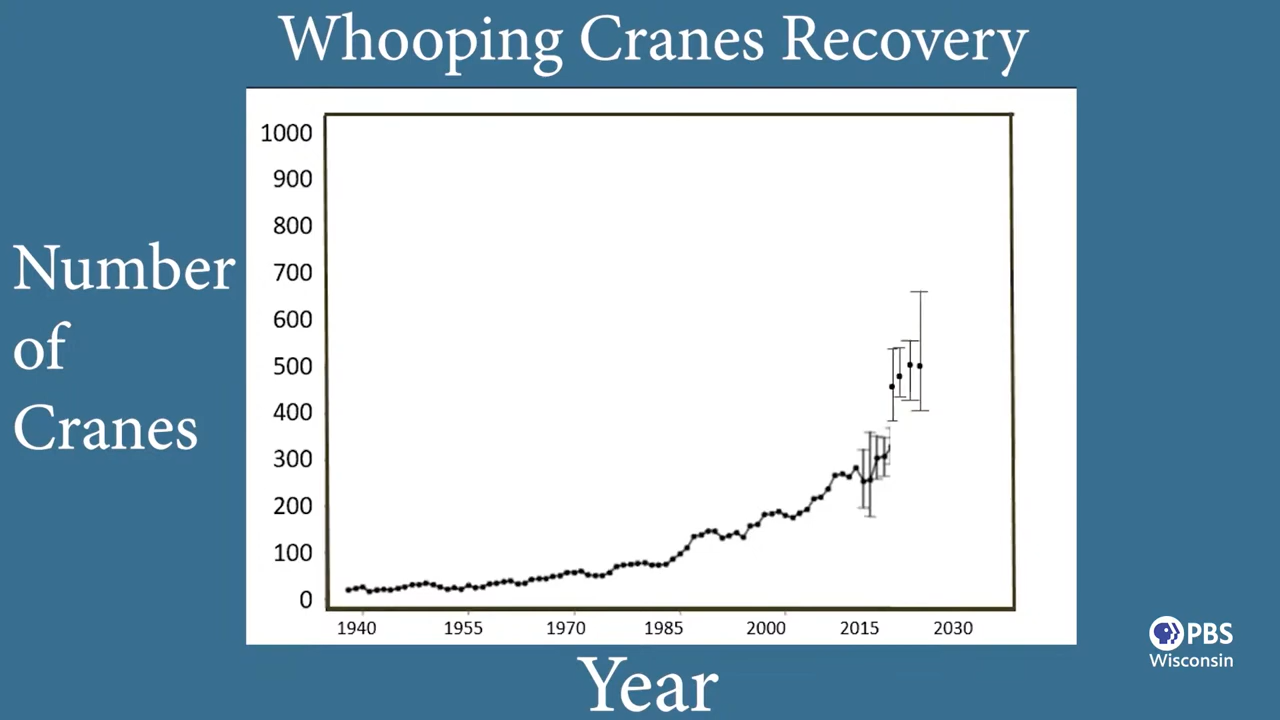 Whooping Cranes Recovery
Number
of
Cranes
1000
900
800
700
600
500
400
300
200
100
0
1940 1955 1970 1985 2000 2015 2030
Year
PBS
Wisconsin